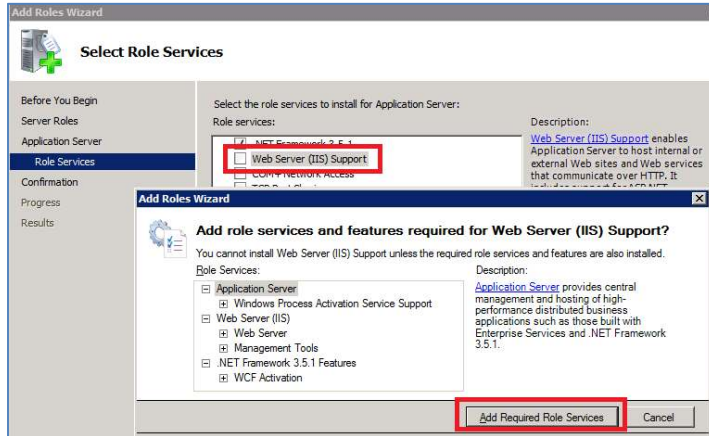 Add Roles Wizard
Select Role Services
Before You Begin
Server Roles
Application Server
Role Services
Confirmation
Progress
Results
Select the role services to install for Application Server:
Role services:
.NET Framework 3.5.1
Web Server (IIS) Support
COM+ Network Access
Description:
Web Server (IIS) Support enables
Application Server to host internal or
external Web sites and Web services
that communicate over HTTP. It
includes support for ASP.NET
Add Roles Wizard
Add role services and features required for Web Server (IIS) Support?
You cannot install Web Server (IIS) Support unless the required role services and features are also installed.
Role Services:
Application Server
Windows Process Activation Service Support
Web Server (IIS)
Web Server
Management Tools
.NET Framework 3.5.1 Features
WCF Activation
Description:
Application Server provides central
management and hosting of high-
performance distributed business
applications such as those built with
Enterprise Services and .NET Framework
3.5.1.
Add Required Role Services
Cancel